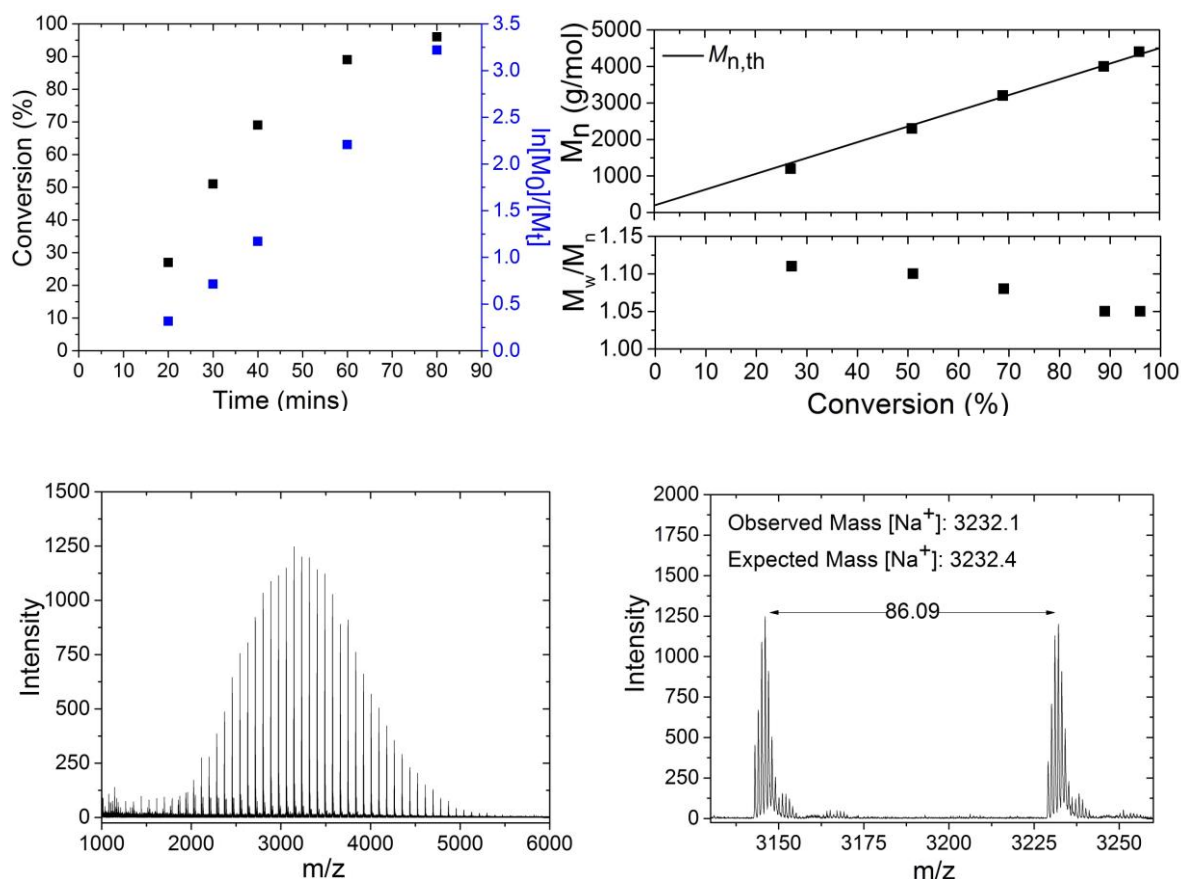 Conversion (%)
100
90
80
70
60
50
40
30
20
10
0
3.5
3.0
2.5
2.0
1.5
1.0
0.5
0.0
ln[M0]/[Mt]
0 10 20 30 40 50 60 70 80 90
Time (mins)
Mn (g/mol)
5000
4000
3000
2000
1000
0
Mn,th
Mw/Mn
1.15
1.10
1.05
1.00
0 10 20 30 40 50 60 70 80 90 100
Conversion (%)
Intensity
1500
1250
1000
750
500
250
0
1000 2000 3000 4000 5000 6000
m/z
Intensity
2000
1750
1500
1250
1000
750
500
250
0
Observed Mass [Na+]: 3232.1
Expected Mass [Na+]: 3232.4
86.09
3150 3175 3200 3225 3250
m/z